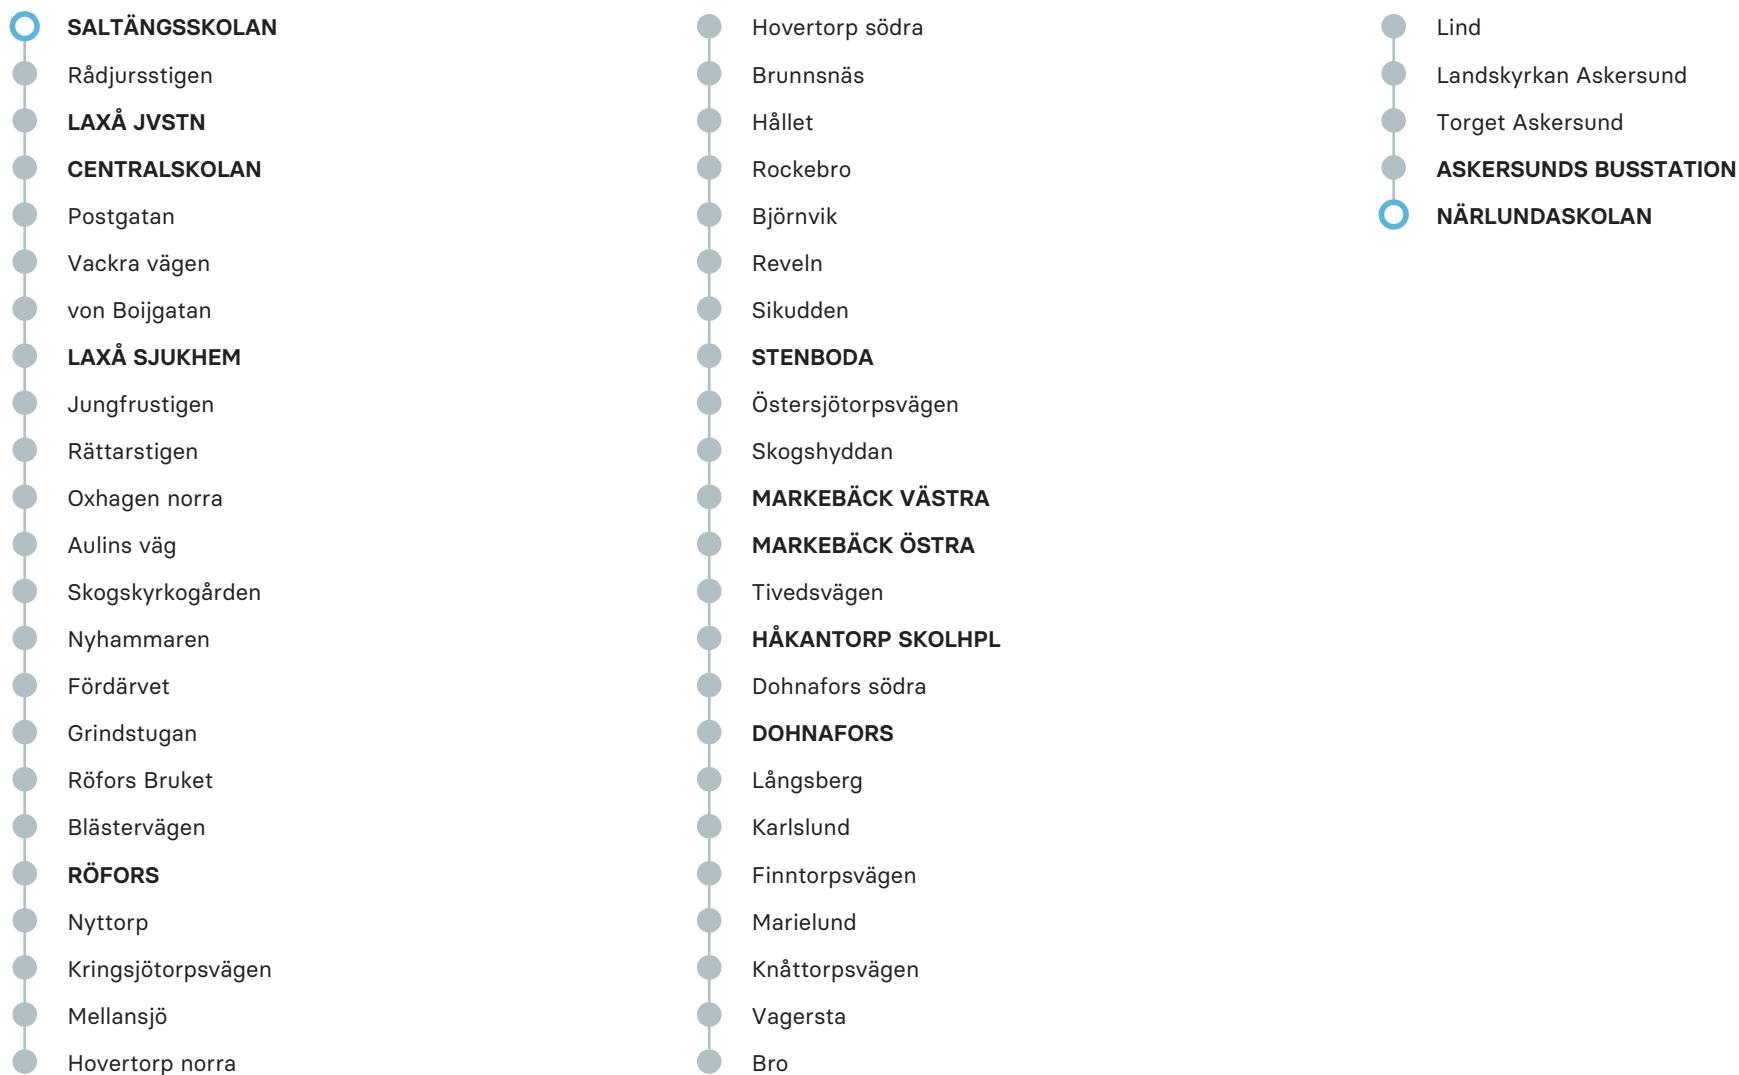 SALTÄNGSSKOLAN
Rådjursstigen
LAXÅ JVSTN
CENTRALSKOLAN
Postgatan
Vackra vägen
von Boijgatan
LAXÅ SJUKHEM
Jungfrustigen
Rättarstigen
Oxhagen norra
Aulins väg
Skogskyrkogården
Nyhammaren
Fördärvet
Grindstugan
Röfors Bruket
Blästervägen
RÖFORS
Nyttorp
Kringsjötorpsvägen
Mellansjö
Hovertorp norra
Hovertorp södra
Brunnsnäs
Hållet
Rockebro
Björnvik
Reveln
Sikudden
STENBODA
Östersjötorpsvägen
Skogshyddan
MARKEBÄCK VÄSTRA
MARKEBÄCK ÖSTRA
Tivedsvägen
HÅKANTORP SKOLHPL
Dohnafors södra
DOHNAFORS
Långsberg
Karlslund
Finntorpsvägen
Marielund
Knåttorpsvägen
Vagersta
Bro
Lind
Landskyrkan Askersund
Torget Askersund
ASKERSUNDS BUSSTATION
NÄRLUNDASKOLAN